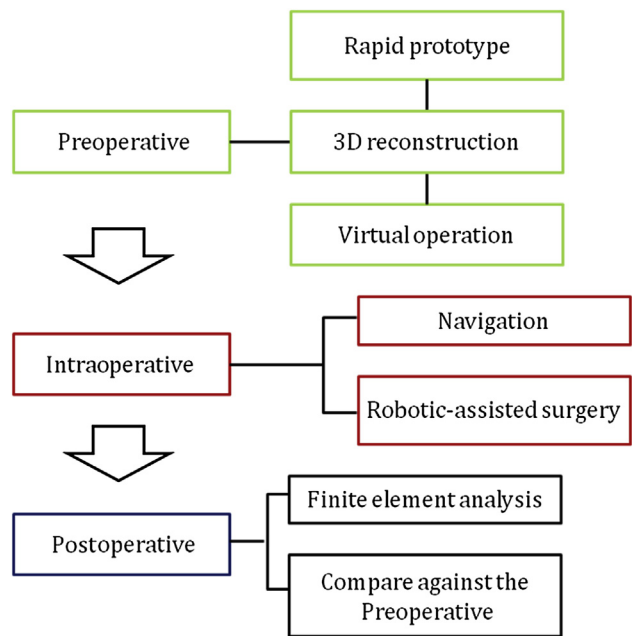 Rapid prototype
Preoperative
3D reconstruction
Virtual operation
Intraoperative
Navigation
Robotic-assisted surgery
Postoperative
Finite element analysis
Compare against the
Preoperative